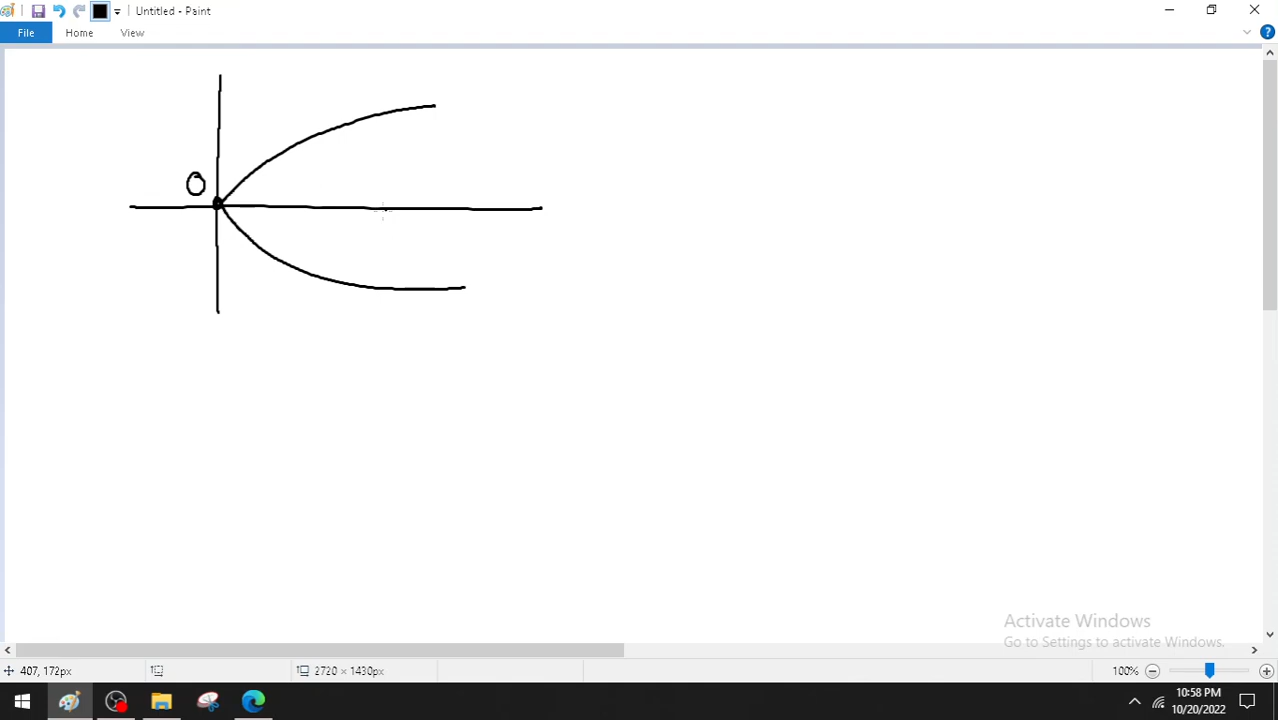 Untitled - Paint
File Home View
O
Activate Windows
Go to Settings to activate Windows.
407, 172px
2720 × 1430px
100%
10:58 PM
10/20/2022